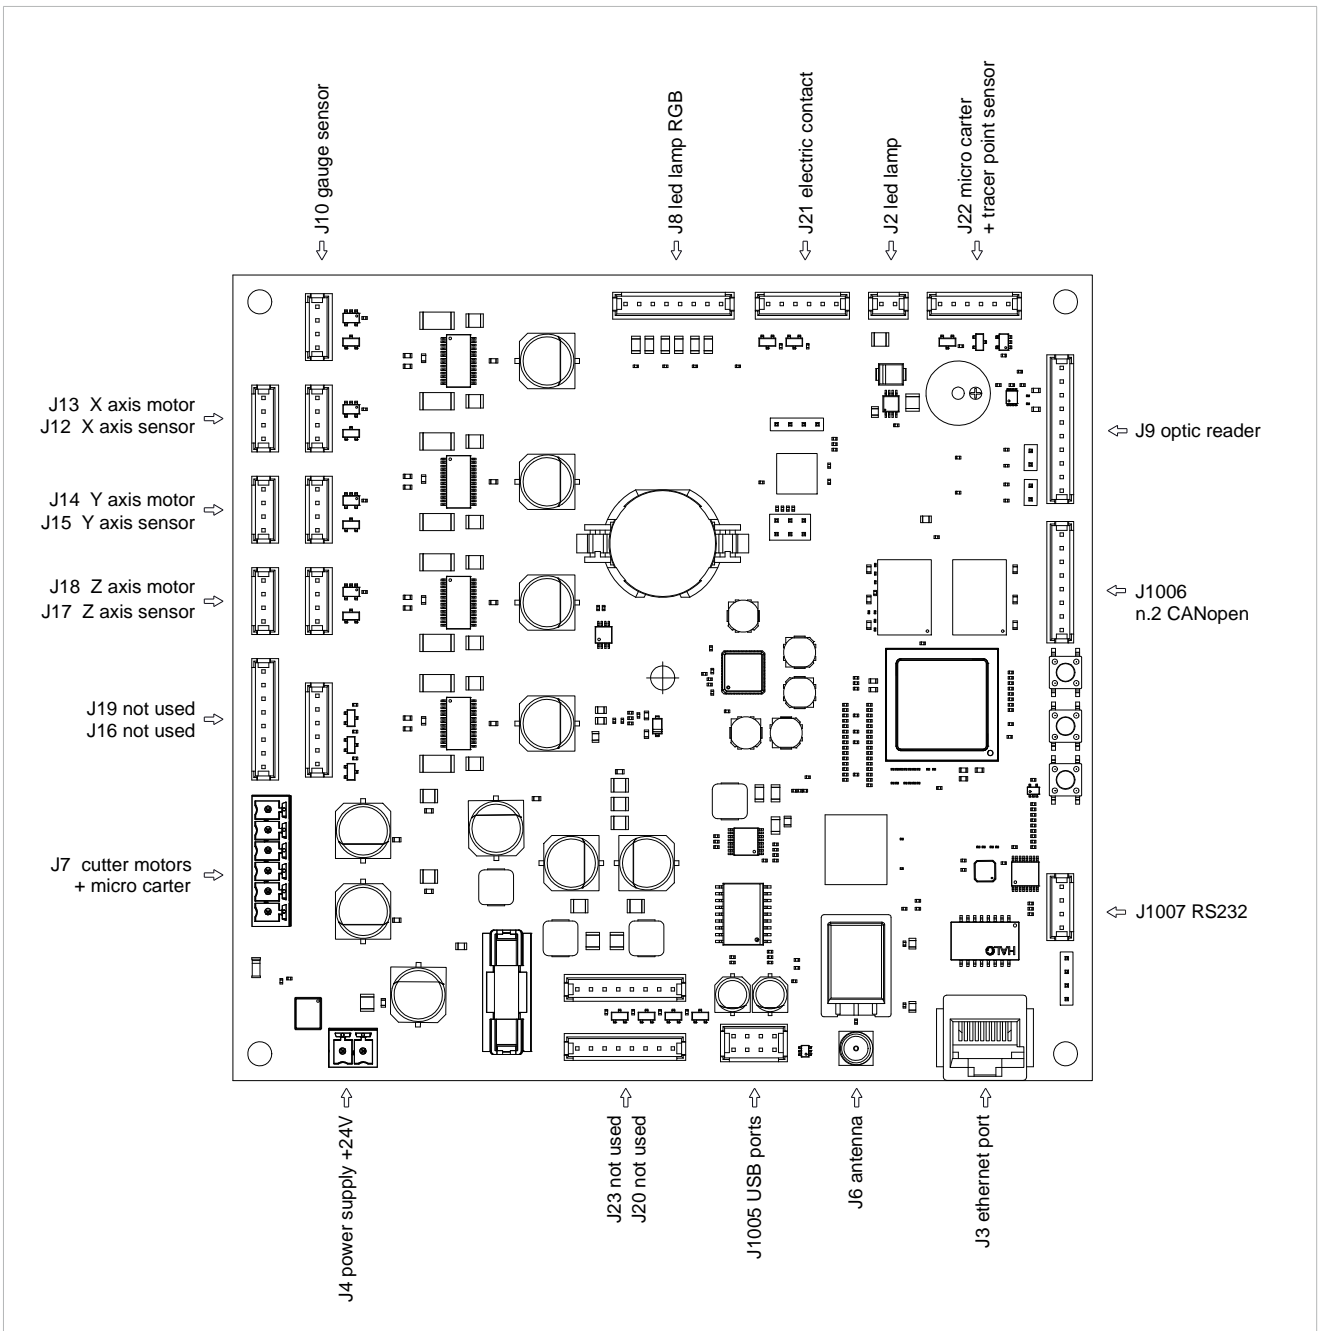 J10 gauge sensor
J8 led lamp RGB
J21 electric contact
J2 led lamp
J22 micro carter
+ tracer point sensor
J13 X axis motor
J12 X axis sensor
J14 Y axis motor
J15 Y axis sensor
J18 Z axis motor
J17 Z axis sensor
J19 not used
J16 not used
J7 cutter motors
+ micro carter
J9 optic reader
J1006
n.2 CANopen
J1007 RS232
HALO
J4 power supply +24V
J23 not used
J20 not used
J1005 USB ports
J6 antenna
J3 ethernet port